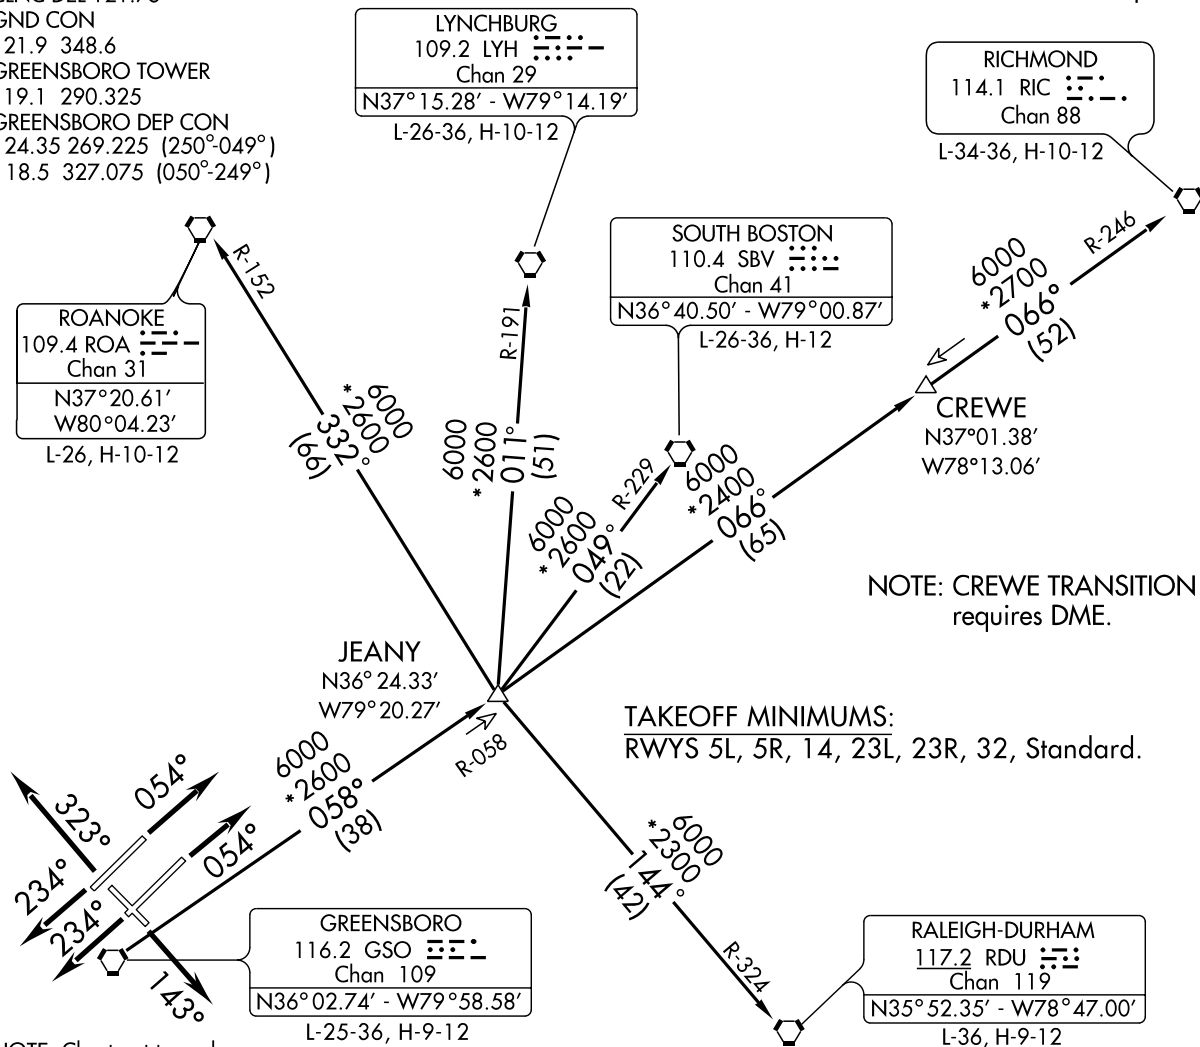 GND CON
21.9 348.6
GREENSBORO TOWER
19.1 290.325
GREENSBORO DEP CON
24.35 269.225 (250°-049°)
18.5 327.075 (050°-249°)
LYNCHBURG
109.2 LYH
Chan 29
N37°15.28' - W79°14.19'
L-26-36, H-10-12
RICHMOND
114.1 RIC
Chan 88
L-34-36, H-10-12
SOUTH BOSTON
110.4 SBV
Chan 41
N36°40.50' - W79°00.87'
L-26-36, H-12
ROANOKE
109.4 ROA
Chan 31
N37°20.61'
W80°04.23'
L-26, H-10-12
R-152
6000
*2600
332°
(66)
R-191
6000
*2600
011°
(51)
R-229
6000
*2600
049°
(22)
6000
*2400
066°
(65)
R-246
6000
*2700
066°
(52)
CREWE
N37°01.38'
W78°13.06'
NOTE: CREWE TRANSITION
requires DME.
JEANY
N36°24.33'
W79°20.27'
R-058
6000
*2600
058°
(38)
TAKEOFF MINIMUMS:
RWYS 5L, 5R, 14, 23L, 23R, 32, Standard.
6000
*2300
144°
(42)
R-324
323°
054°
054°
234°
234°
143°
GREENSBORO
116.2 GSO
Chan 109
N36°02.74' - W79°58.58'
L-25-36, H-9-12
RALEIGH-DURHAM
117.2 RDU
Chan 119
N35°52.35' - W78°47.00'
L-36, H-9-12